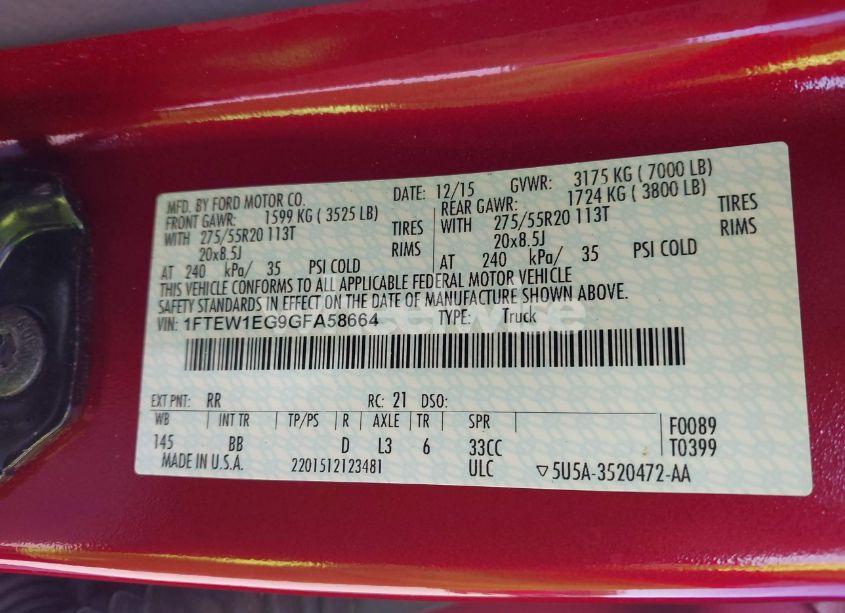 MFD. BY FORD MOTOR CO. DATE: 12/15 GVWR: 3175 KG ( 7000 LB)
FRONT GAWR: 1599 KG ( 3525 LB) REAR GAWR: 1724 KG ( 3800 LB)
WITH 275/55R20 113T TIRES WITH 275/55R20 113T TIRES
20x8.5J RIMS 20x8.5J RIMS
AT 240 kPa/ 35 PSI COLD AT 240 kPa/ 35 PSI COLD
THIS VEHICLE CONFORMS TO ALL APPLICABLE FEDERAL MOTOR VEHICLE
SAFETY STANDARDS IN EFFECT ON THE DATE OF MANUFACTURE SHOWN ABOVE.
VIN: 1FTEW1EG9GFA58664 TYPE: Truck
EXT PNT: RR RC: 21 DSO:
WB INT TR TP/PS R AXLE TR SPR F0089
145 BB D L3 6 33CC T0399
MADE IN U.S.A. 2201512123481 ULC ▽5U5A-3520472-AA